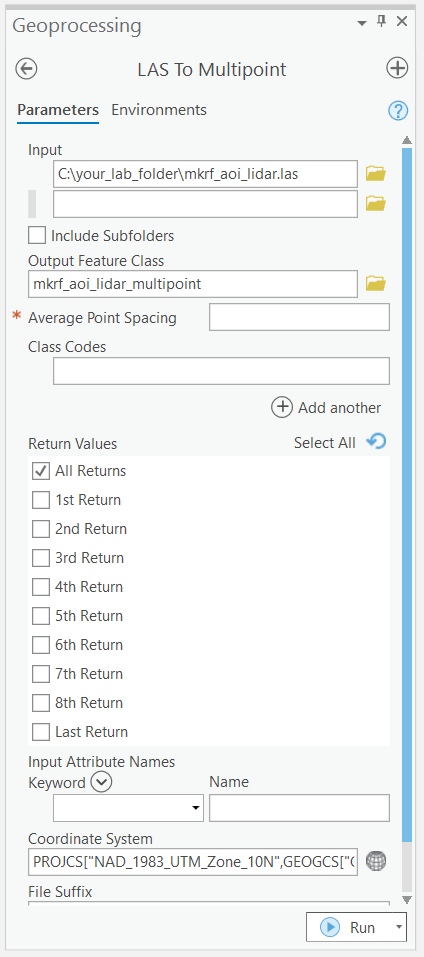 Geoprocessing
LAS To Multipoint
Parameters Environments
?
Input
C:\your_lab_folder\mkrf_aoi_lidar.las
Include Subfolders
Output Feature Class
mkrf_aoi_lidar_multipoint
* Average Point Spacing
Class Codes
Add another
Return Values Select All
All Returns
1st Return
2nd Return
3rd Return
4th Return
5th Return
6th Return
7th Return
8th Return
Last Return
Input Attribute Names
Keyword Name
Coordinate System
PROJCS["NAD_1983_UTM_Zone_10N",GEOGCS["
File Suffix
Run